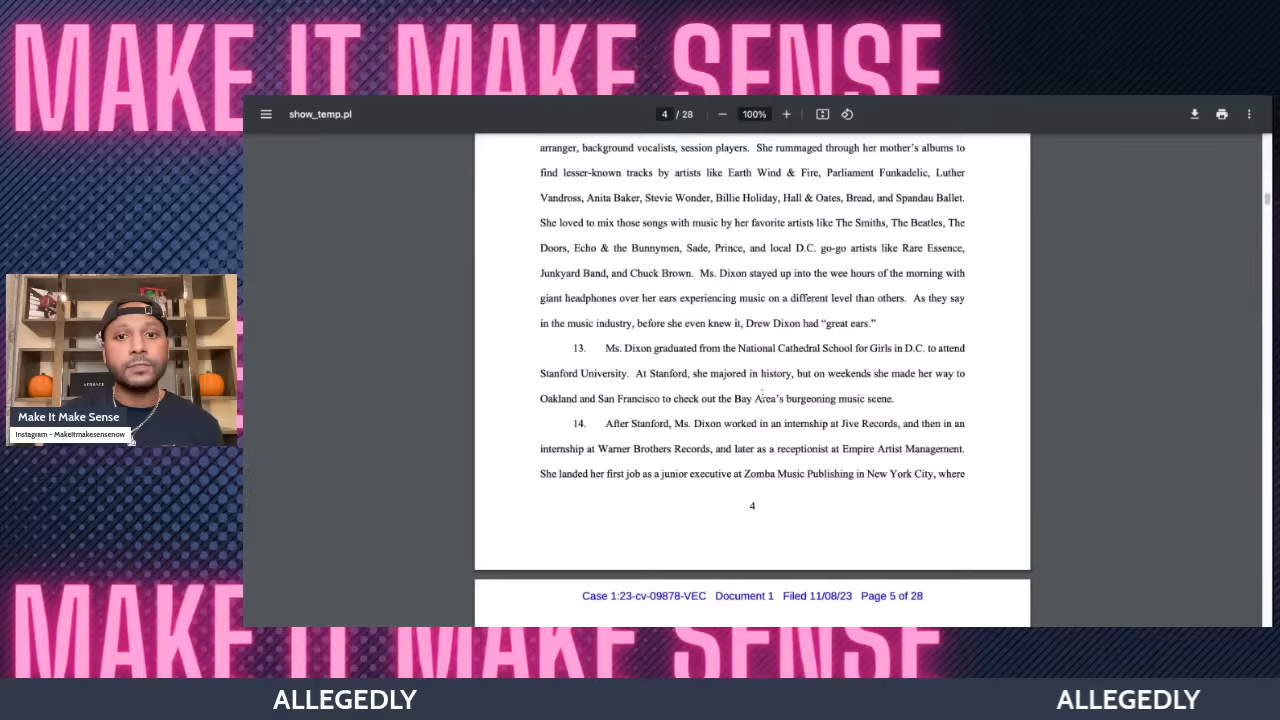 MAKE IT MAKE SENSE
show_temp.pl
4 / 28
100%
arranger, background vocalists, session players. She rummaged through her mother's albums to
find lesser-known tracks by artists like Earth Wind & Fire, Parliament Funkadelic, Luther
Vandross, Anita Baker, Stevie Wonder, Billie Holiday, Hall & Oates, Bread, and Spandau Ballet.
She loved to mix those songs with music by her favorite artists like The Smiths, The Beatles, The
Doors, Echo & the Bunnymen, Sade, Prince, and local D.C. go-go artists like Rare Essence,
Junkyard Band, and Chuck Brown. Ms. Dixon stayed up into the wee hours of the morning with
giant headphones over her ears experiencing music on a different level than others. As they say
in the music industry, before she even knew it, Drew Dixon had “great ears.”
13. Ms. Dixon graduated from the National Cathedral School for Girls in D.C. to attend
Stanford University. At Stanford, she majored in history, but on weekends she made her way to
Oakland and San Francisco to check out the Bay Area's burgeoning music scene.
14. After Stanford, Ms. Dixon worked in an internship at Jive Records, and then in an
internship at Warner Brothers Records, and later as a receptionist at Empire Artist Management.
She landed her first job as a junior executive at Zomba Music Publishing in New York City, where
4
Case 1:23-cv-09878-VEC Document 1 Filed 11/08/23 Page 5 of 28
Make It Make Sense
Instagram - MakeItmakesensenow
MAKE IT MAKE SENSE
ALLEGEDLY
ALLEGEDLY